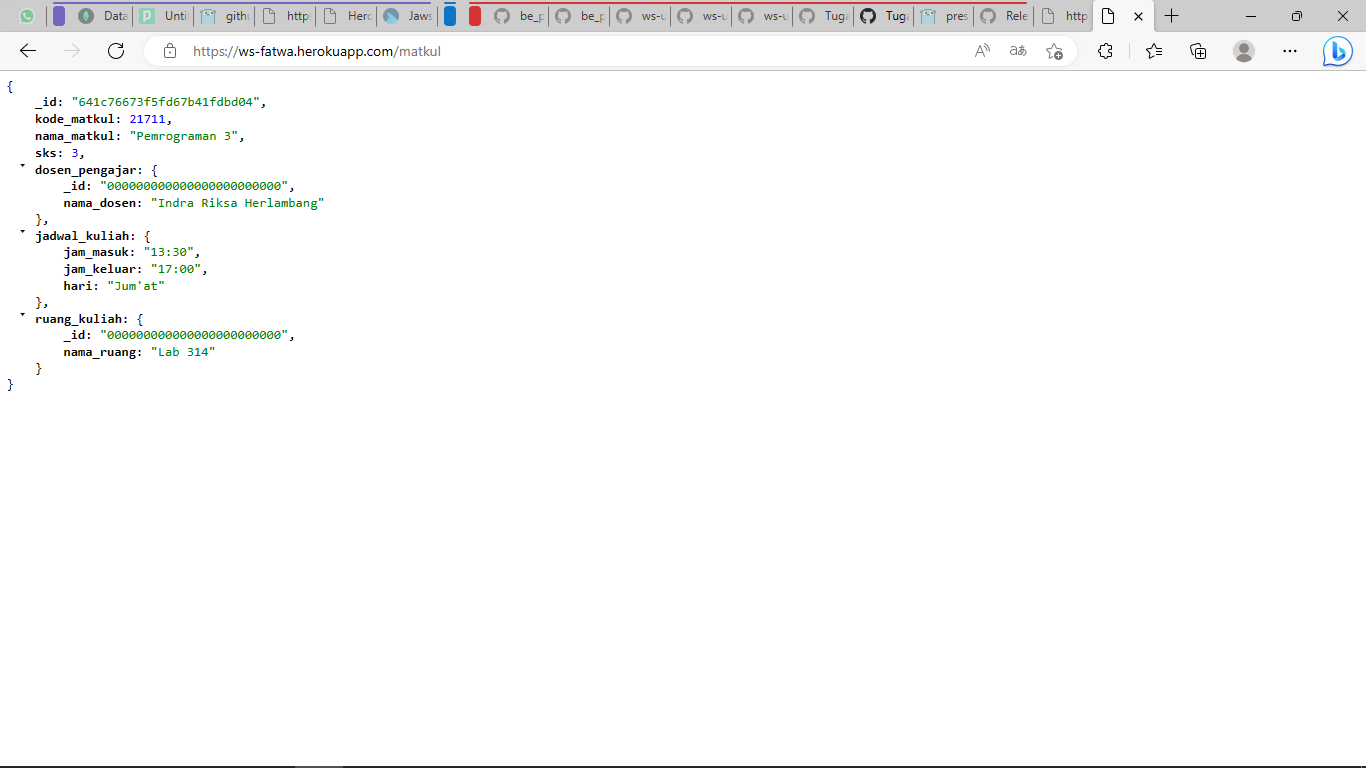 Data
Unti
gith
http
Herc
Jaws
be_p
be_p
ws-u
ws-u
ws-u
Tuga
Tuga
pres
Rele
http
https://ws-fatwa.herokuapp.com/matkul
{
_id: "641c76673f5fd67b41fdbd04",
kode_matkul: 21711,
nama_matkul: "Pemrograman 3",
sks: 3,
dosen_pengajar: {
_id: "000000000000000000000000",
nama_dosen: "Indra Riksa Herlambang"
},
jadwal_kuliah: {
jam_masuk: "13:30",
jam_keluar: "17:00",
hari: "Jum'at"
},
ruang_kuliah: {
_id: "000000000000000000000000",
nama_ruang: "Lab 314"
}
}